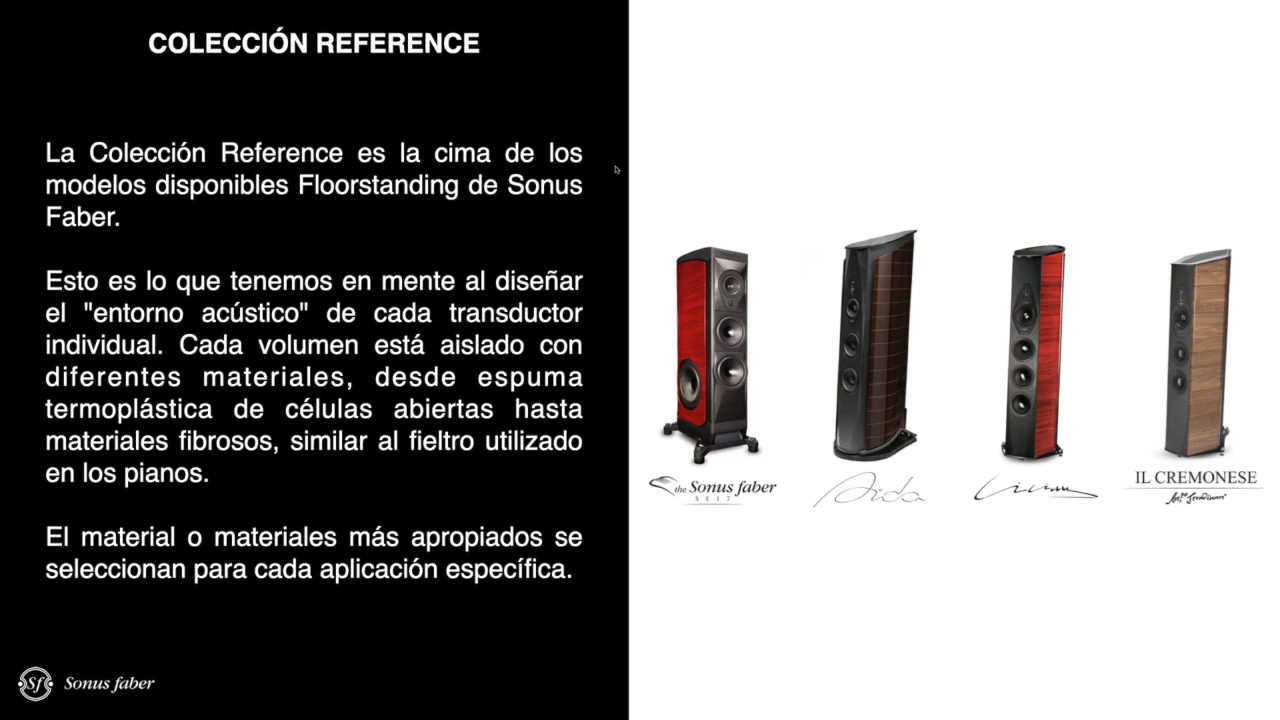 COLECCIÓN REFERENCE
La Colección Reference es la cima de los
modelos disponibles Floorstanding de Sonus
Faber.
Esto es lo que tenemos en mente al diseñar
el "entorno acústico" de cada transductor
individual. Cada volumen está aislado con
diferentes materiales, desde espuma
termoplástica de células abiertas hasta
materiales fibrosos, similar al fieltro utilizado
en los pianos.
El material o materiales más apropiados se
seleccionan para cada aplicación específica.
Sf Sonus faber
the Sonus faber
SE17
Aida
Lilium
IL CREMONESE